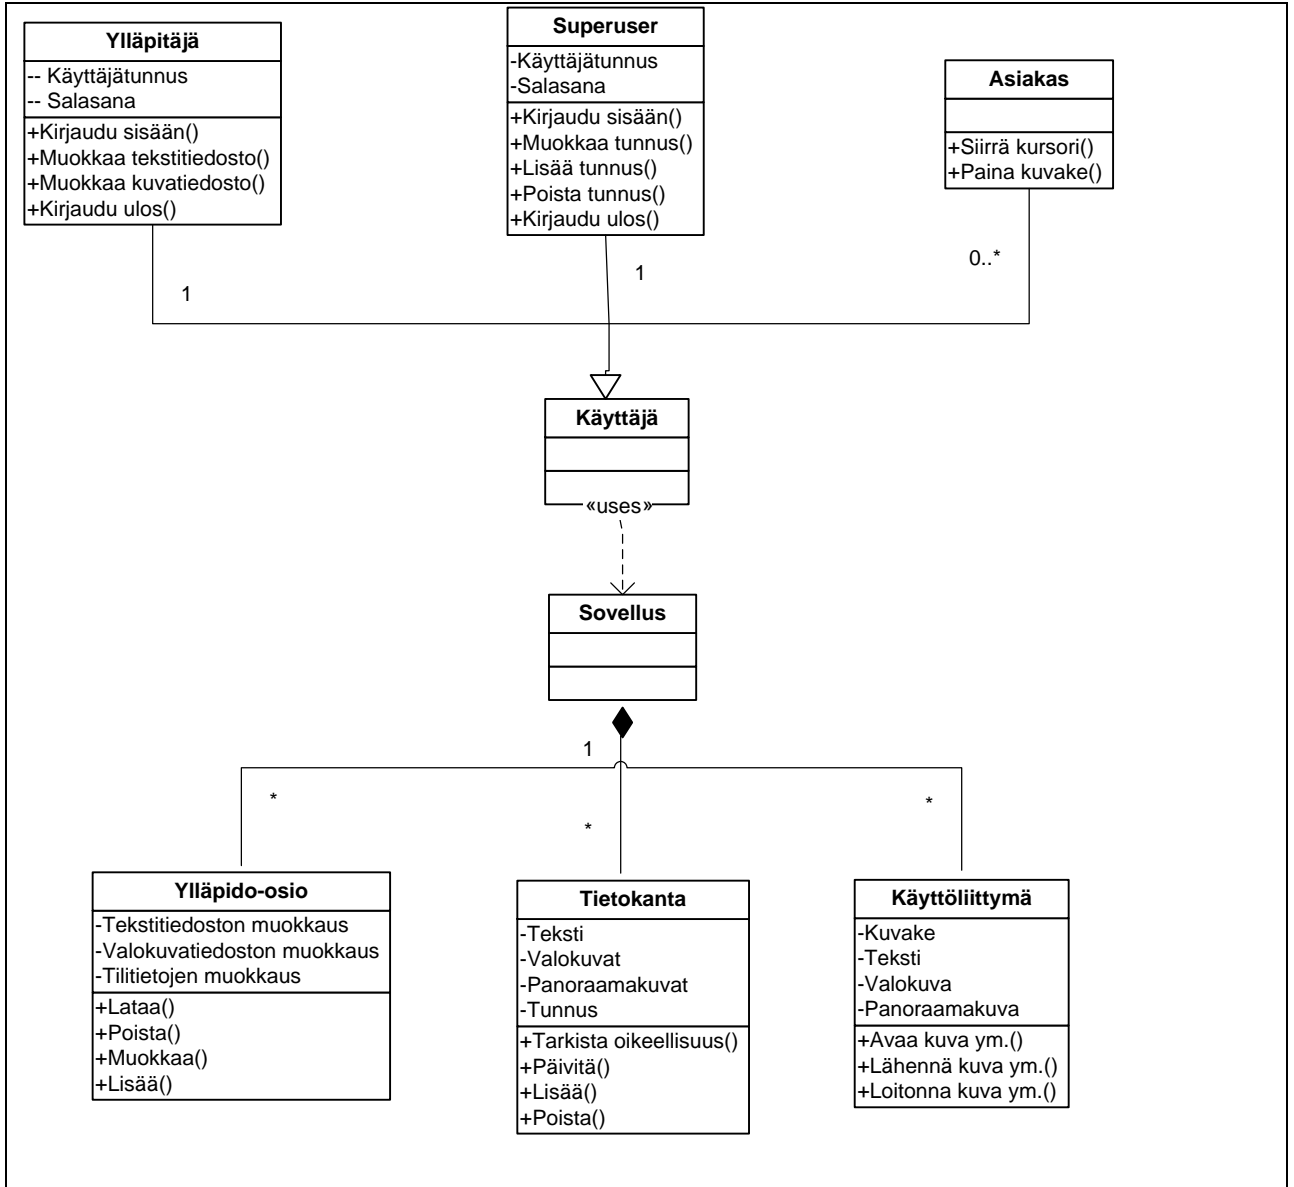 Ylläpitäjä
-- Käyttäjätunnus
-- Salasana
+Kirjaudu sisään()
+Muokkaa tekstitiedosto()
+Muokkaa kuvatiedosto()
+Kirjaudu ulos()
Superuser
-Käyttäjätunnus
-Salasana
+Kirjaudu sisään()
+Muokkaa tunnus()
+Lisää tunnus()
+Poista tunnus()
+Kirjaudu ulos()
Asiakas
+Siirrä kursori()
+Paina kuvake()
1
1
0..*
Käyttäjä
«uses»
Sovellus
1
*
*
*
Ylläpido-osio
-Tekstitiedoston muokkaus
-Valokuvatiedoston muokkaus
-Tilitietojen muokkaus
+Lataa()
+Poista()
+Muokkaa()
+Lisää()
Tietokanta
-Teksti
-Valokuvat
-Panoraamakuvat
-Tunnus
+Tarkista oikeellisuus()
+Päivitä()
+Lisää()
+Poista()
Käyttöliittymä
-Kuvake
-Teksti
-Valokuva
-Panoraamakuva
+Avaa kuva ym.()
+Lähennä kuva ym.()
+Loitonna kuva ym.()